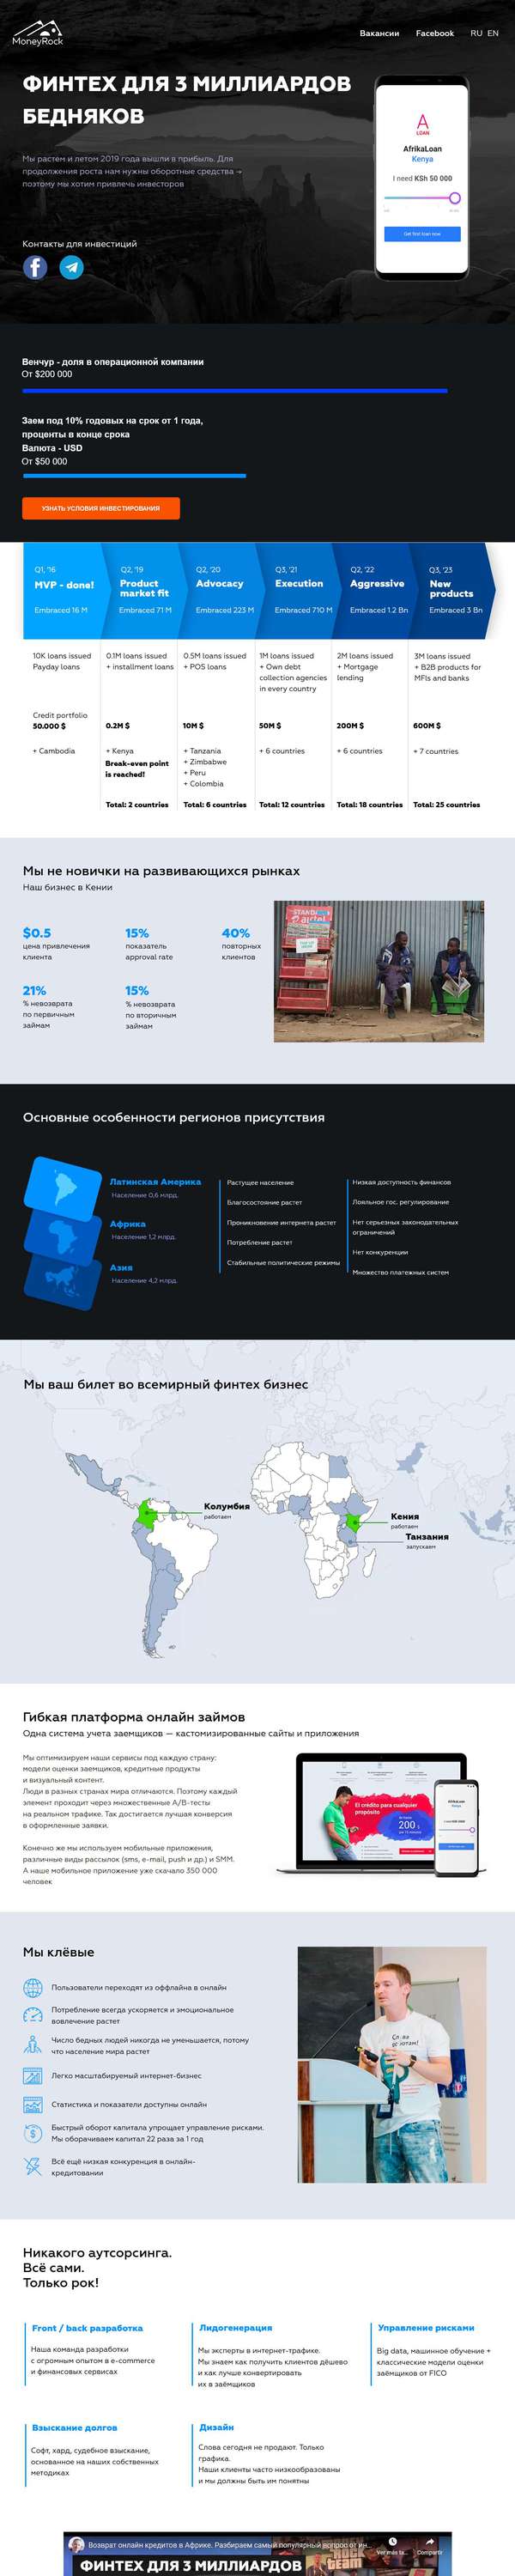 MoneyRock
Вакансии
Facebook
RU EN
ФИНТЕХ ДЛЯ 3 МИЛЛИАРДОВ
БЕДНЯКОВ
Мы растем и летом 2019 года вышли в прибыль. Для
продолжения роста нам нужны оборотные средства →
поэтому мы хотим привлечь инвесторов
A
LOAN
AfrikaLoan
Kenya
I need KSh 50 000
Get first loan now
Контакты для инвестиций
Венчур - доля в операционной компании
От $200 000
Заем под 10% годовых на срок от 1 года,
проценты в конце срока
Валюта - USD
От $50 000
УЗНАТЬ УСЛОВИЯ ИНВЕСТИРОВАНИЯ
Q1, '16
MVP - done!
Embraced 16 M
Q2, '19
Product
market fit
Embraced 71 M
Q2, '20
Advocacy
Embraced 223 M
Q3, '21
Execution
Embraced 710 M
Q2, '22
Aggressive
Embraced 1.2 Bn
Q3, '23
New
products
Embraced 3 Bn
10K loans issued
Payday loans
Credit portfolio
50.000 $
+ Cambodia
0.1M loans issued
+ installment loans
0.2M $
+ Kenya
Break-even point
is reached!
Total: 2 countries
0.5M loans issued
+ POS loans
10M $
+ Tanzania
+ Zimbabwe
+ Peru
+ Colombia
Total: 6 countries
1M loans issued
+ Own debt
collection agencies
in every country
50M $
+ 6 countries
Total: 12 countries
2M loans issued
+ Mortgage
lending
200M $
+ 6 countries
Total: 18 countries
3M loans issued
+ B2B products for
MFIs and banks
600M $
+ 7 countries
Total: 25 countries
Мы не новички на развивающихся рынках
Наш бизнес в Кении
$0.5
цена привлечения
клиента
15%
показатель
approval rate
40%
повторных
клиентов
21%
% невозврата
по первичным
займам
15%
% невозврата
по вторичным
займам
Основные особенности регионов присутствия
Латинская Америка
Население 0,6 млрд.
Африка
Население 1,2 млрд.
Азия
Население 4,2 млрд.
Растущее население
Благосостояние растет
Проникновение интернета растет
Потребление растет
Стабильные политические режимы
Низкая доступность финансов
Лояльное гос. регулирование
Нет серьезных законодательных
ограничений
Нет конкуренции
Множество платежных систем
Мы ваш билет во всемирный финтех бизнес
Колумбия
работаем
Кения
работаем
Танзания
запускаем
Гибкая платформа онлайн займов
Одна система учета заемщиков — кастомизированные сайты и приложения
Мы оптимизируем наши сервисы под каждую страну:
модели оценки заемщиков, кредитные продукты
и визуальный контент.
Люди в разных странах мира отличаются. Поэтому каждый
элемент проходит через множественные A/B-тесты
на реальном трафике. Так достигается лучшая конверсия
в оформленные заявки.
Конечно же мы используем мобильные приложения,
различные виды рассылок (sms, e-mail, push и др.) и SMM.
А наше мобильное приложение уже скачало 350 000
человек
El crédito para cualquier
propósito
200
Мы клёвые
Пользователи переходят из оффлайна в онлайн
Потребление всегда ускоряется и эмоциональное
вовлечение растет
Число бедных людей никогда не уменьшается, потому
что население мира растет
Легко масштабируемый интернет-бизнес
Статистика и показатели доступны онлайн
Быстрый оборот капитала упрощает управление рисками.
Мы оборачиваем капитал 22 раза за 1 год
Всё ещё низкая конкуренция в онлайн-
кредитовании
Никакого аутсорсинга.
Всё сами.
Только рок!
Front / back разработка
Наша команда разработки
с огромным опытом в e-commerce
и финансовых сервисах
Лидогенерация
Мы эксперты в интернет-трафике.
Мы знаем как получить клиентов дёшево
и как лучше конвертировать
их в заёмщиков
Управление рисками
Big data, машинное обучение +
классические модели оценки
заёмщиков от FICO
Взыскание долгов
Софт, хард, судебное взыскание,
основанное на наших собственных
методиках
Дизайн
Слова сегодня не продают. Только
графика.
Наши клиенты часто низкообразованы
и мы должны быть им понятны
Возврат онлайн кредитов в Африке. Разбираем самый популярный вопрос от ин...
Ver más ta...
Compartir
ФИНТЕХ ДЛЯ 3 МИЛЛИАРДОВ